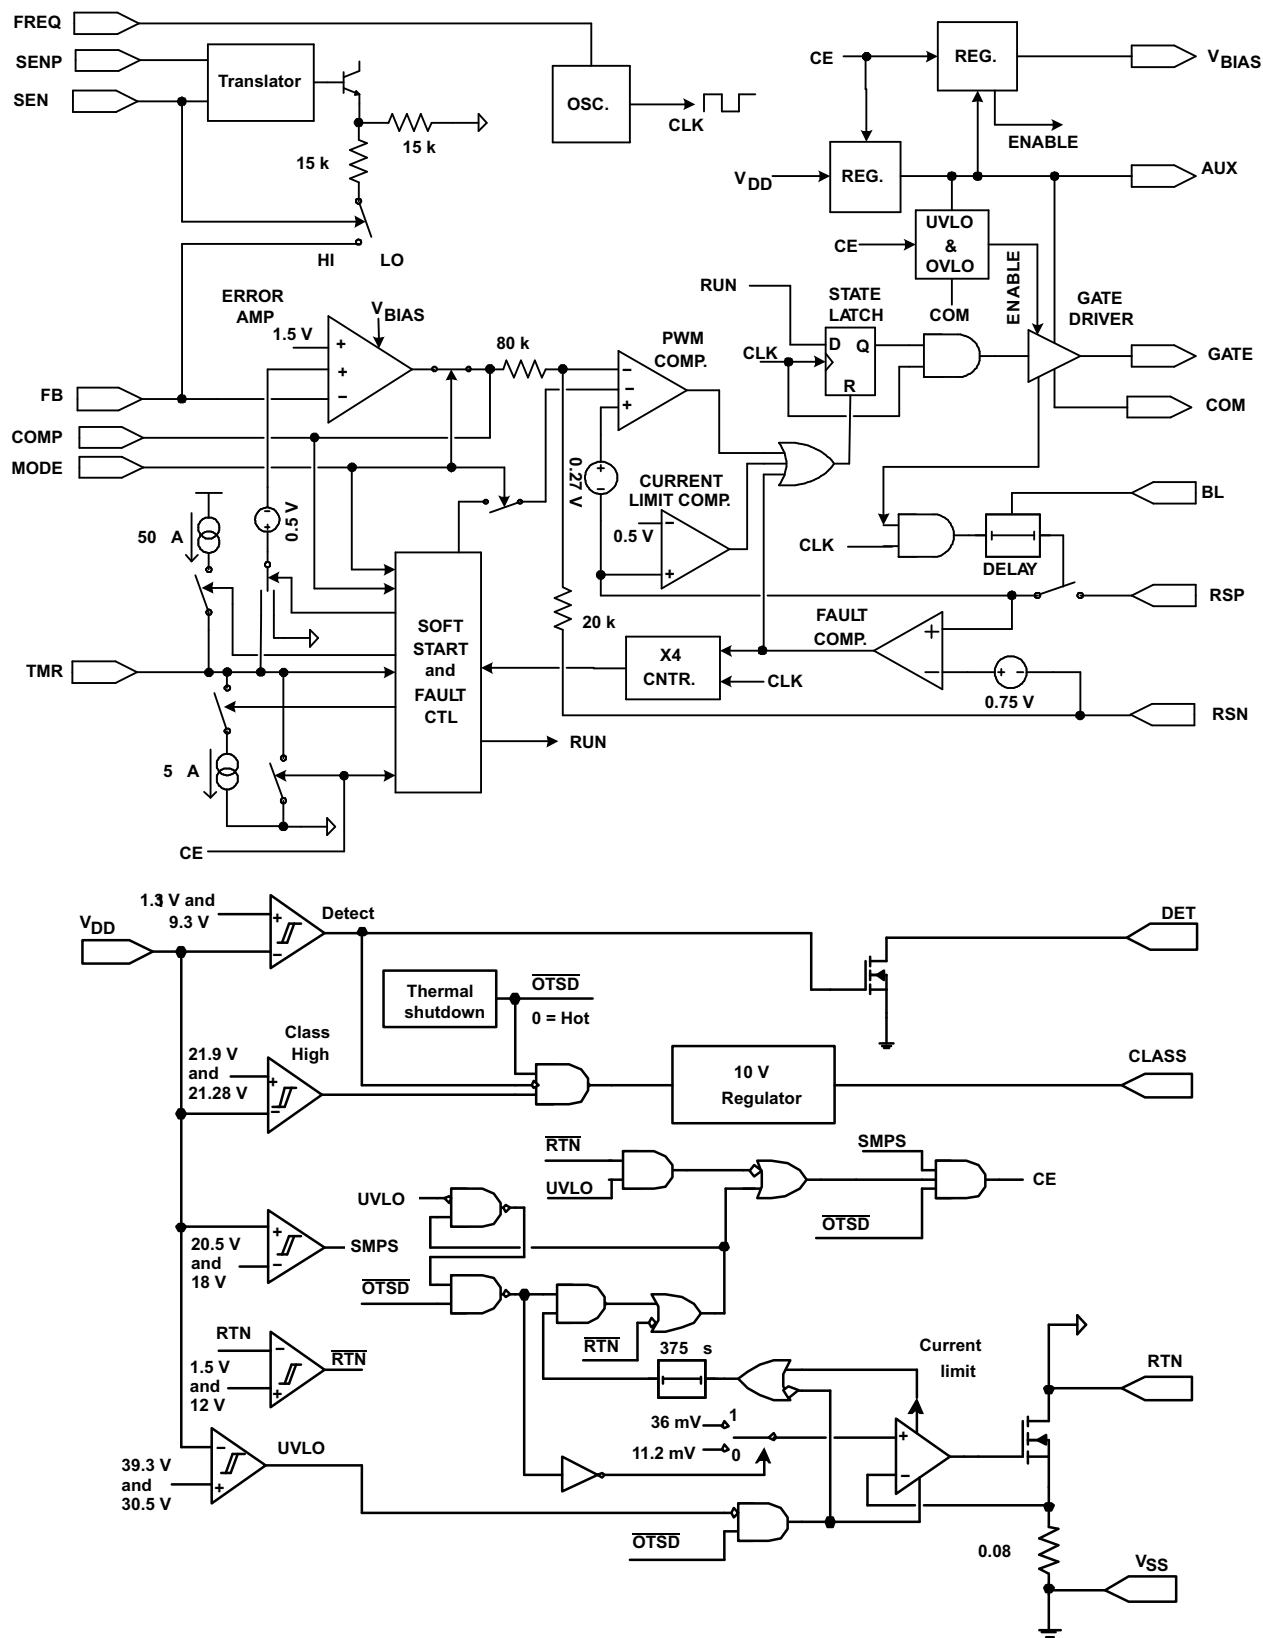 FREQ
SENP
SEN
Translator
15 k
15 k
HI LO
OSC.
CLK
CE
REG.
VBIAS
ENABLE
VDD
REG.
AUX
CE
UVLO
&
OVLO
COM
ENABLE
RUN
STATE
LATCH
GATE
DRIVER
ERROR
AMP
VBIAS
1.5 V
80 k
PWM
COMP.
CLK
D Q
R
GATE
FB
COM
COMP
MODE
0.27 V
CURRENT
LIMIT COMP.
0.5 V
BL
50 A
0.5 V
CLK
DELAY
RSP
SOFT
START
and
FAULT
CTL
20 k
FAULT
COMP.
X4
CNTR.
CLK
TMR
0.75 V
RSN
RUN
5 A
CE
1.3 V and
9.3 V
Detect
VDD
DET
Thermal
shutdown
OTSD
0 = Hot
Class
High
21.9 V
and
21.28 V
10 V
Regulator
CLASS
RTN
UVLO
SMPS
CE
OTSD
UVLO
20.5 V
and
18 V
SMPS
OTSD
RTN
RTN
1.5 V
and
12 V
RTN
375 s
Current
limit
RTN
36 mV 1
11.2 mV 0
UVLO
39.3 V
and
30.5 V
OTSD
0.08
VSS